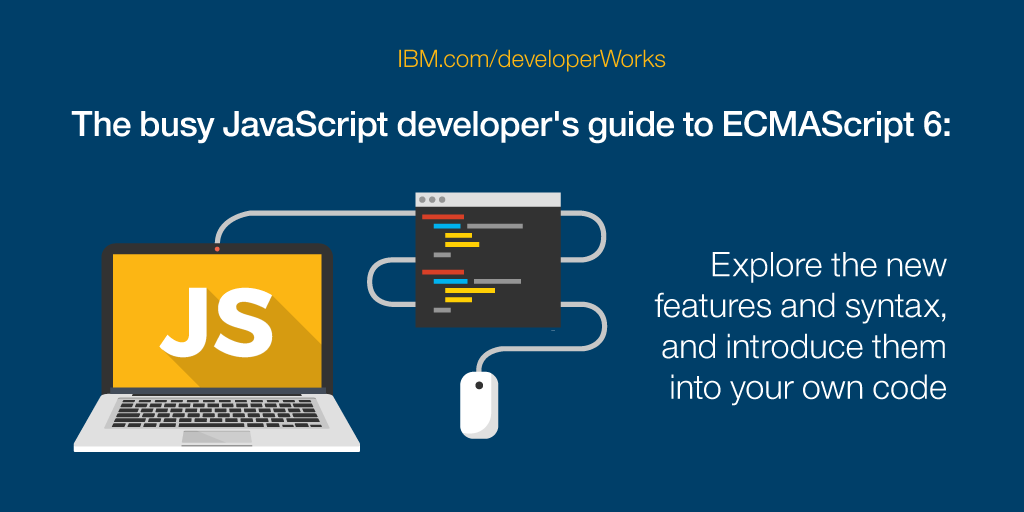 IBM.com/developerWorks
The busy JavaScript developer's guide to ECMAScript 6:
JS
Explore the new
features and syntax,
and introduce them
into your own code